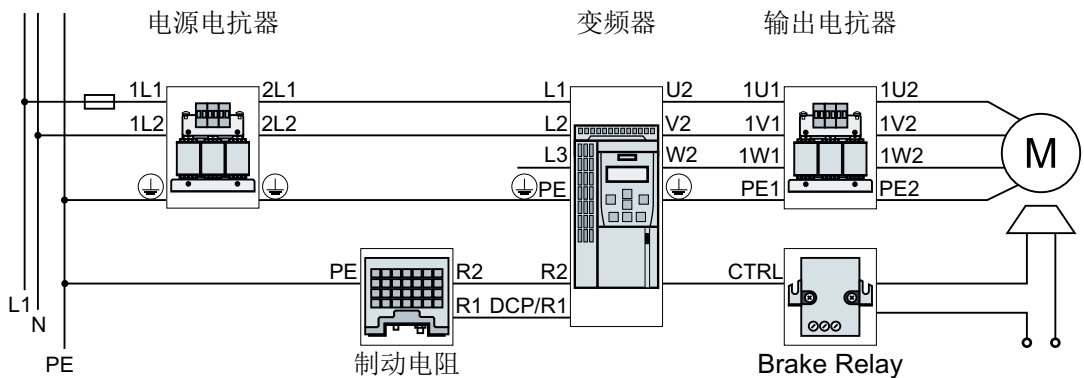 电源电抗器 变频器 输出电抗器
1L1 2L1 L1 U2 1U1 1U2
1L2 2L2 L2 V2 1V1 1V2
L3 W2 1W1 1W2
M
PE PE1 PE2
PE R2 R2 CTRL
R1 DCP/R1
L1
N
PE
制动电阻 Brake Relay